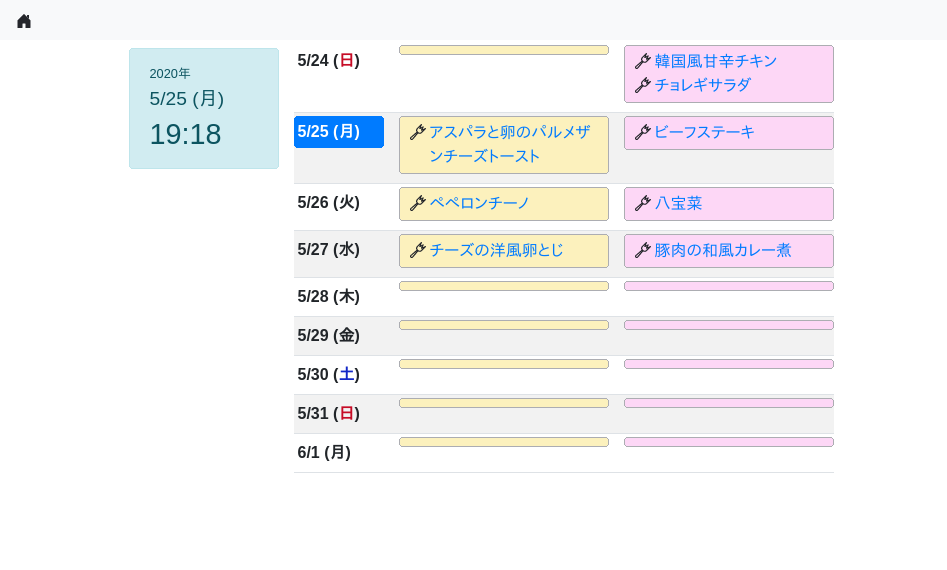 2020年
5/25 (月)
19:18
5/24 (日)
韓国風甘辛チキン
チョレギサラダ
5/25 (月)
アスパラと卵のパルメザ
ンチーズトースト
ビーフステーキ
5/26 (火)
ペペロンチーノ
八宝菜
5/27 (水)
チーズの洋風卵とじ
豚肉の和風カレー煮
5/28 (木)
5/29 (金)
5/30 (土)
5/31 (日)
6/1 (月)